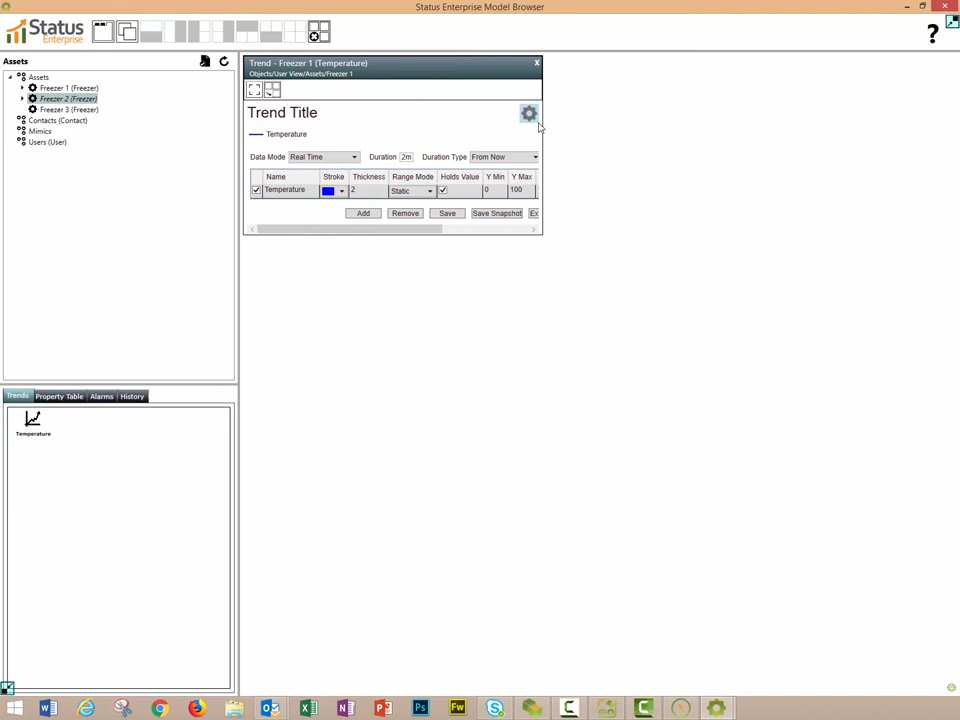 Status Enterprise Model Browser
Status
Enterprise
?
Assets
Assets
Freezer 1 (Freezer)
Freezer 2 (Freezer)
Freezer 3 (Freezer)
Contacts (Contact)
Mimics
Users (User)
Trend - Freezer 1 (Temperature)
X
Objects/User View/Assets/Freezer 1
Trend Title
Temperature
Data Mode Real Time Duration 2m Duration Type From Now
Name Stroke Thickness Range Mode Holds Value Y Min Y Max
Temperature 2 Static 0 100
Add Remove Save Save Snapshot Ex
Trends Property Table Alarms History
Temperature